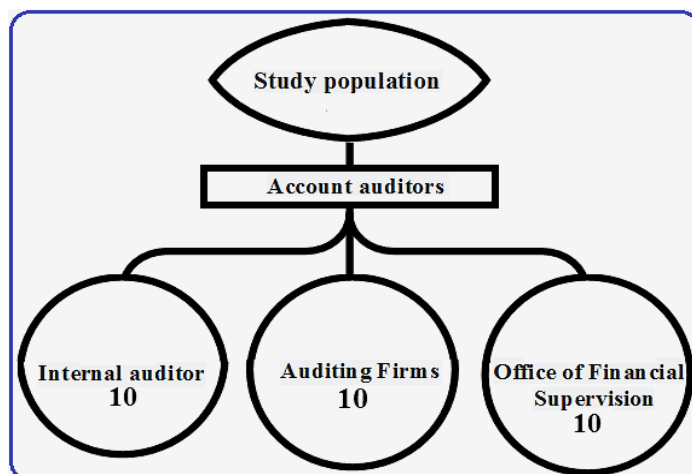 Study population
Account auditors
Internal auditor
10
Auditing Firms
10
Office of Financial
Supervision
10